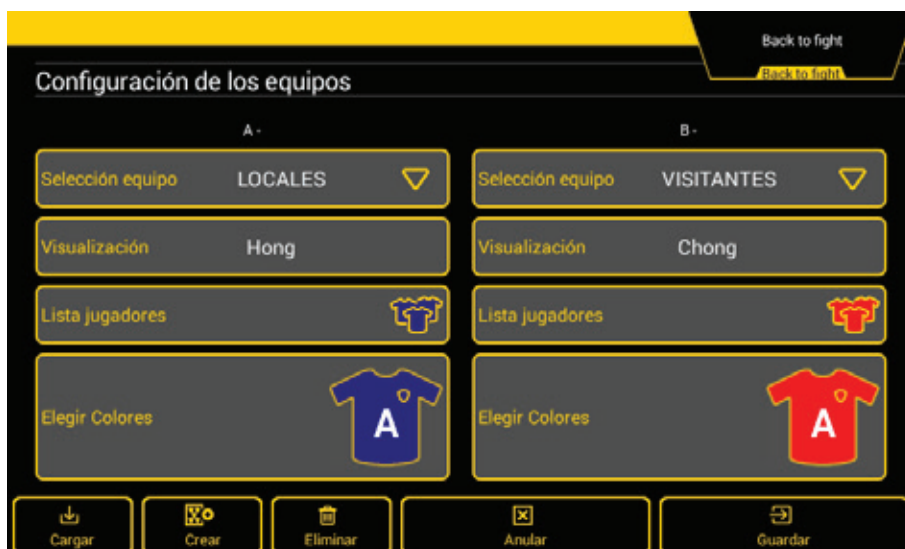 Back to fight
Back to fight
Configuración de los equipos
A -
B -
Selección equipo LOCALES
Selección equipo VISITANTES
Visualización Hong
Visualización Chong
Lista jugadores
Lista jugadores
Elegir Colores A
Elegir Colores A
Cargar
Crear
Eliminar
Anular
Guardar